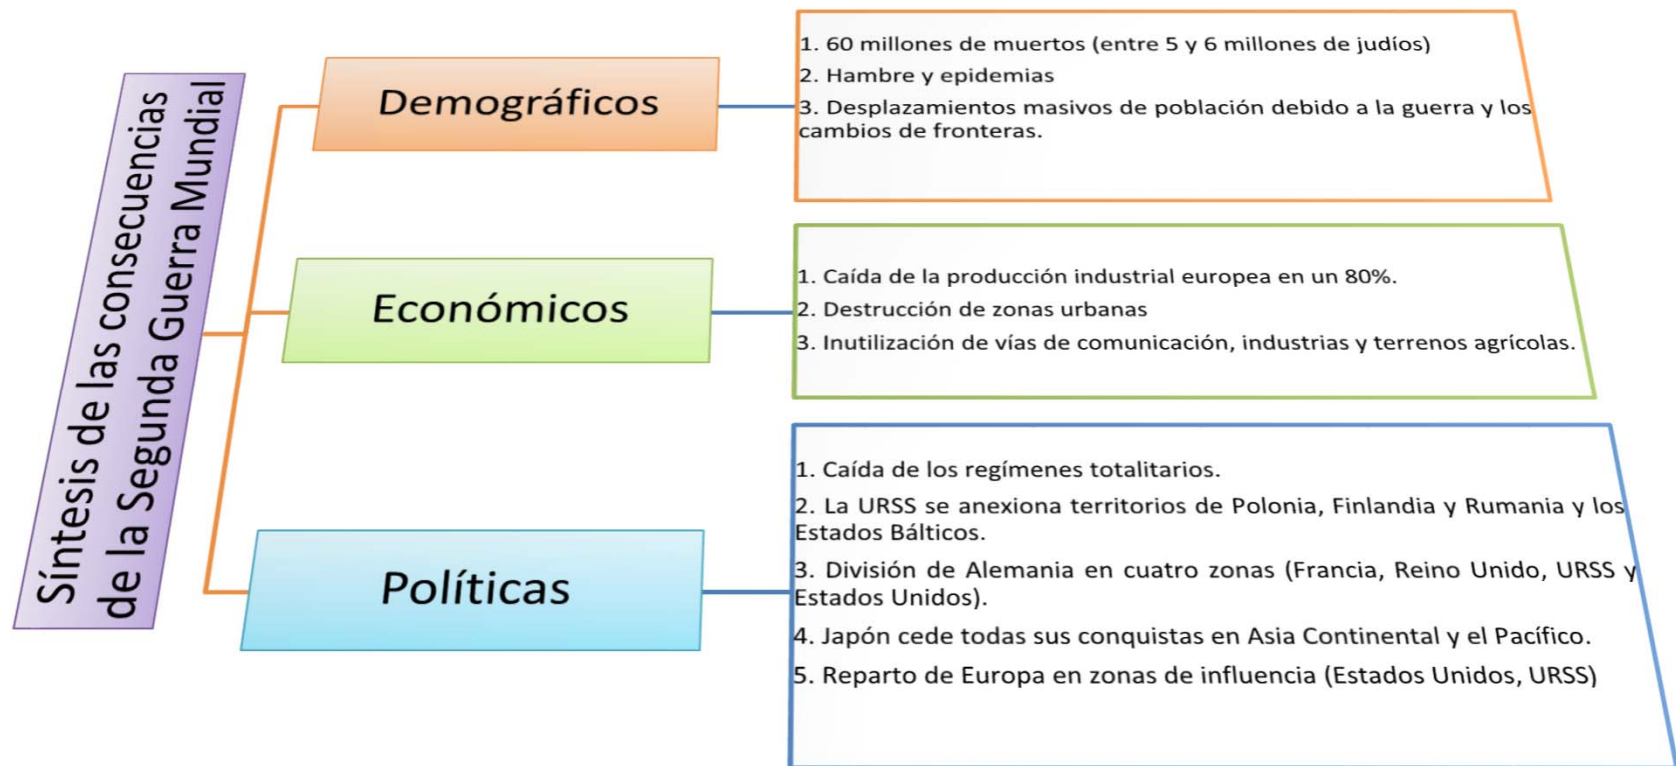 Síntesis de las consecuencias
de la Segunda Guerra Mundial
Demográficos
1. 60 millones de muertos (entre 5 y 6 millones de judíos)
2. Hambre y epidemias
3. Desplazamientos masivos de población debido a la guerra y los
cambios de fronteras.
Económicos
1. Caída de la producción industrial europea en un 80%.
2. Destrucción de zonas urbanas
3. Inutilización de vías de comunicación, industrias y terrenos agrícolas.
Políticas
1. Caída de los regímenes totalitarios.
2. La URSS se anexiona territorios de Polonia, Finlandia y Rumania y los
Estados Bálticos.
3. División de Alemania en cuatro zonas (Francia, Reino Unido, URSS y
Estados Unidos).
4. Japón cede todas sus conquistas en Asia Continental y el Pacífico.
5. Reparto de Europa en zonas de influencia (Estados Unidos, URSS)